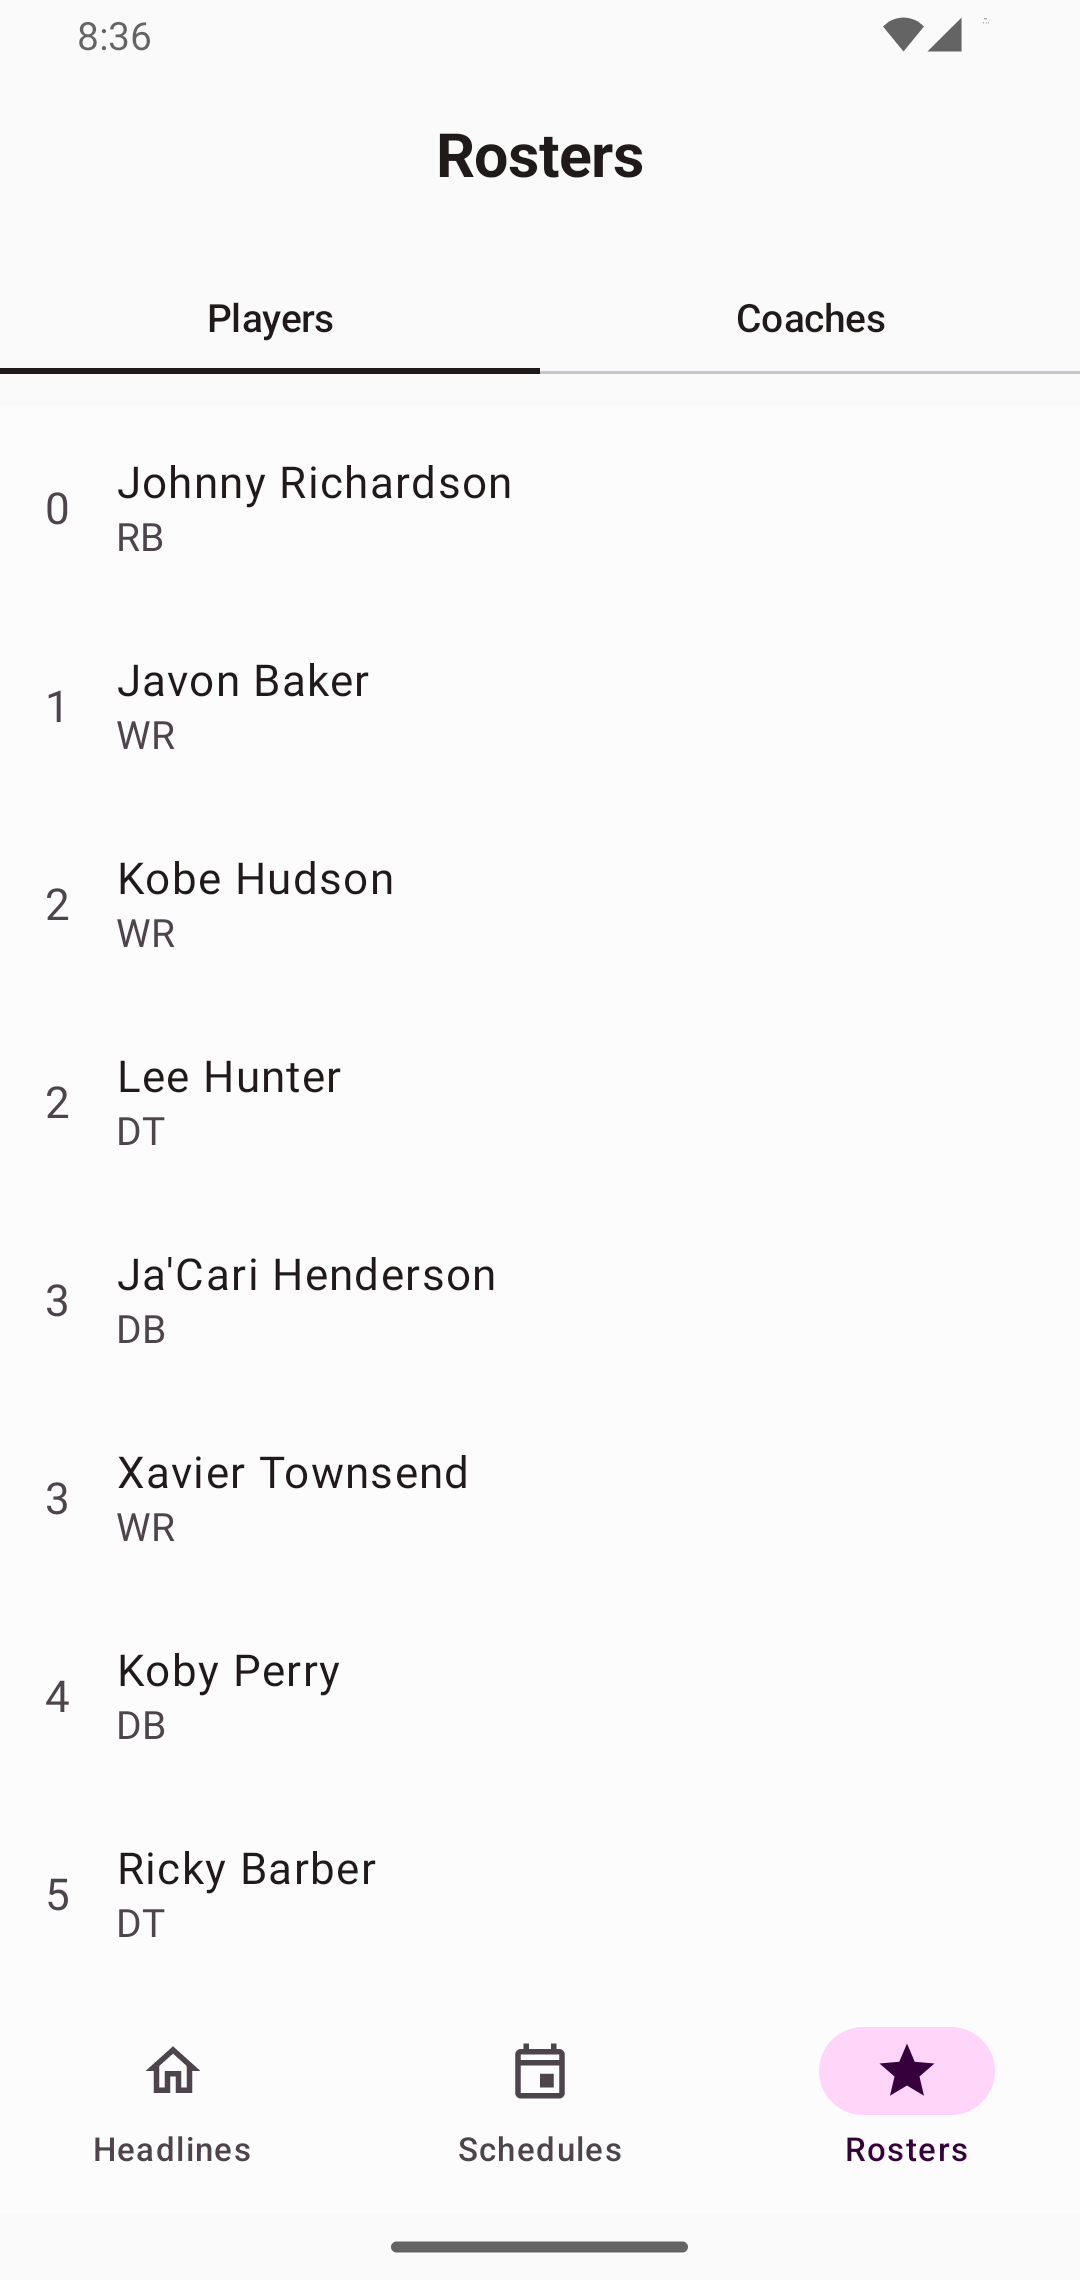 8:36
Rosters
Players
Coaches
0
Johnny Richardson
RB
1
Javon Baker
WR
2
Kobe Hudson
WR
2
Lee Hunter
DT
3
Ja'Cari Henderson
DB
3
Xavier Townsend
WR
4
Koby Perry
DB
5
Ricky Barber
DT
Headlines
Schedules
Rosters